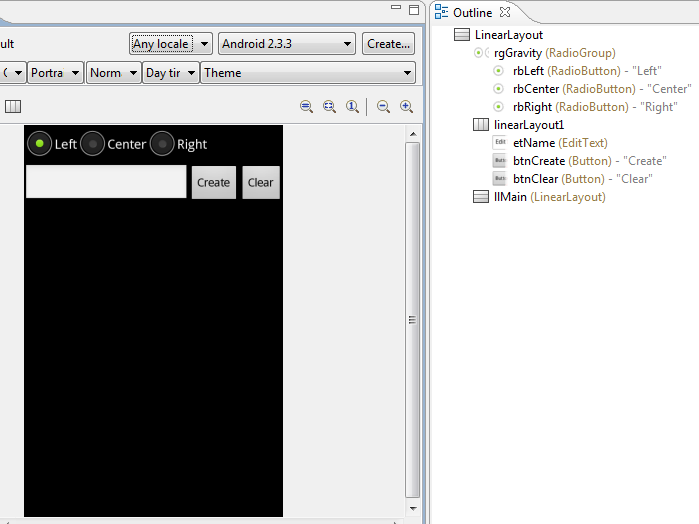 ult
Any locale
Android 2.3.3
Create...
Portra
Norm
Day tir
Theme
1
Left
Center
Right
Create
Clear
Outline
LinearLayout
rgGravity (RadioGroup)
rbLeft (RadioButton) - "Left"
rbCenter (RadioButton) - "Center"
rbRight (RadioButton) - "Right"
linearLayout1
Edit etName (EditText)
btnCreate (Button) - "Create"
btnClear (Button) - "Clear"
llMain (LinearLayout)